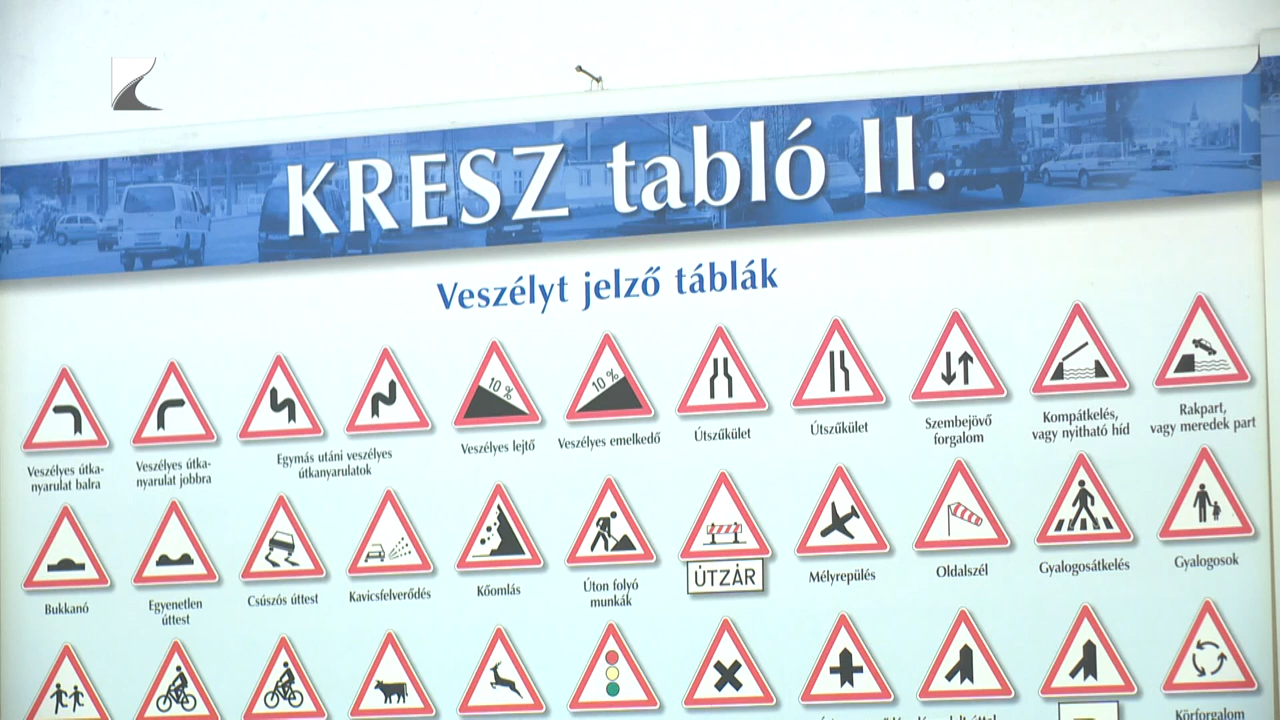 KRESZ tabló II.
Veszélyt jelző táblák
10 %
10 %
Veszélyes útka-
nyarulat balra
Veszélyes útka-
nyarulat jobbra
Egymás utáni veszélyes
útkanyarulatok
Veszélyes lejtő
Veszélyes emelkedő
Útszűkület
Útszűkület
Szembejövő
forgalom
Kompátkelés,
vagy nyitható híd
Rakpart,
vagy meredek part
Bukkanó
Egyenetlen
úttest
Csúszós úttest
Kavicsfelverődés
Kőomlás
Úton folyó
munkák
ÚTZÁR
Mélyrepülés
Oldalszél
Gyalogosátkelés
Gyalogosok
Körforgalom